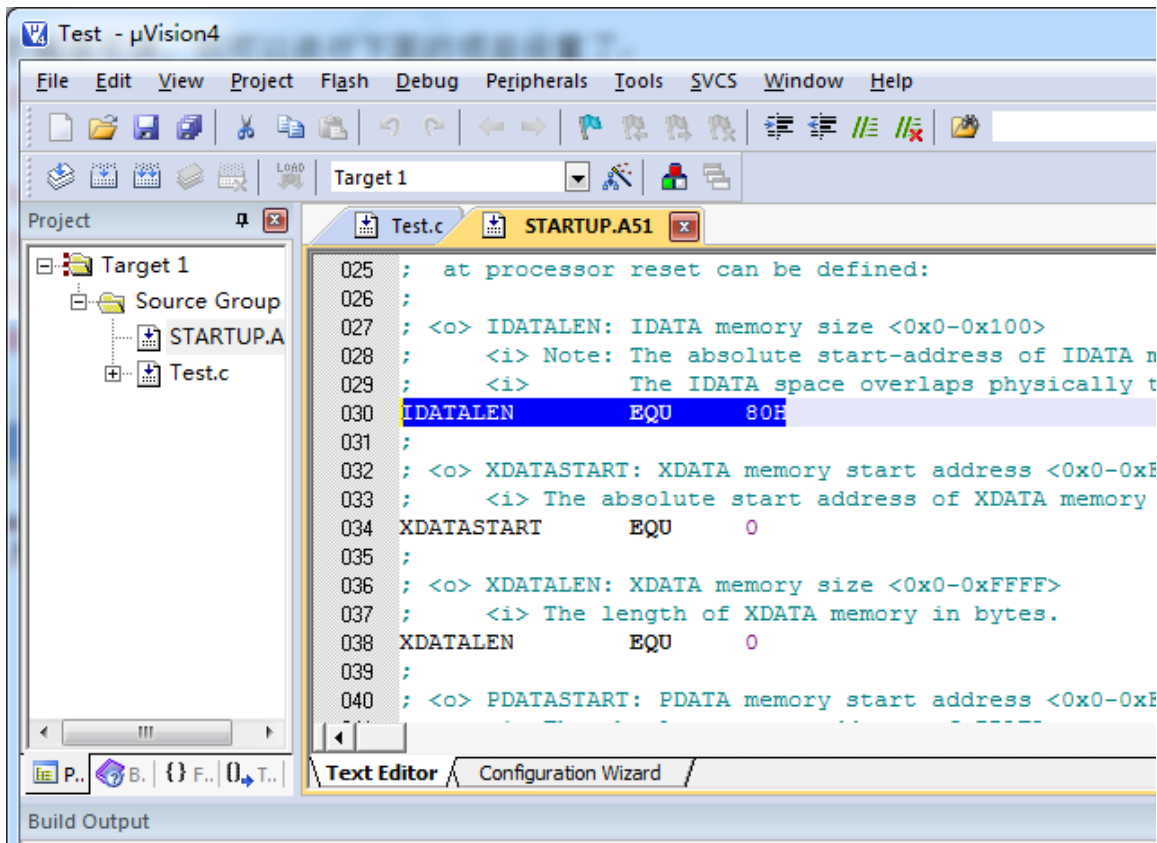 Test - µVision4
File Edit View Project Flash Debug Peripherals Tools SVCS Window Help
LOAD Target 1
Project
Test.c STARTUP.A51
Target 1
Source Group
STARTUP.A
Test.c
025 ;  at processor reset can be defined:
026 ;
027 ; <o> IDATALEN: IDATA memory size <0x0-0x100>
028 ;     <i> Note: The absolute start-address of IDATA m
029 ;     <i>       The IDATA space overlaps physically t
030 IDATALEN        EQU     80H
031 ;
032 ; <o> XDATASTART: XDATA memory start address <0x0-0xF
033 ;     <i> The absolute start address of XDATA memory
034 XDATASTART      EQU     0
035 ;
036 ; <o> XDATALEN: XDATA memory size <0x0-0xFFFF>
037 ;     <i> The length of XDATA memory in bytes.
038 XDATALEN        EQU     0
039 ;
040 ; <o> PDATASTART: PDATA memory start address <0x0-0xF
P.. B. {} F.. 0 T..
Text Editor Configuration Wizard
Build Output